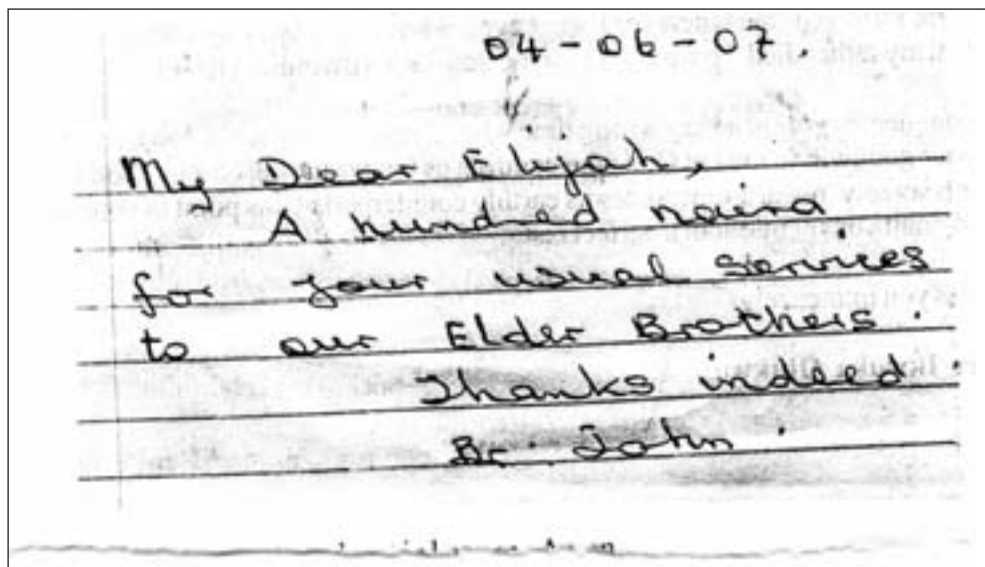 04-06-07.
My Dear Elijah,
A hundred naira
for your usual services
to our Elder Brothers.
Thanks indeed
Br. John.